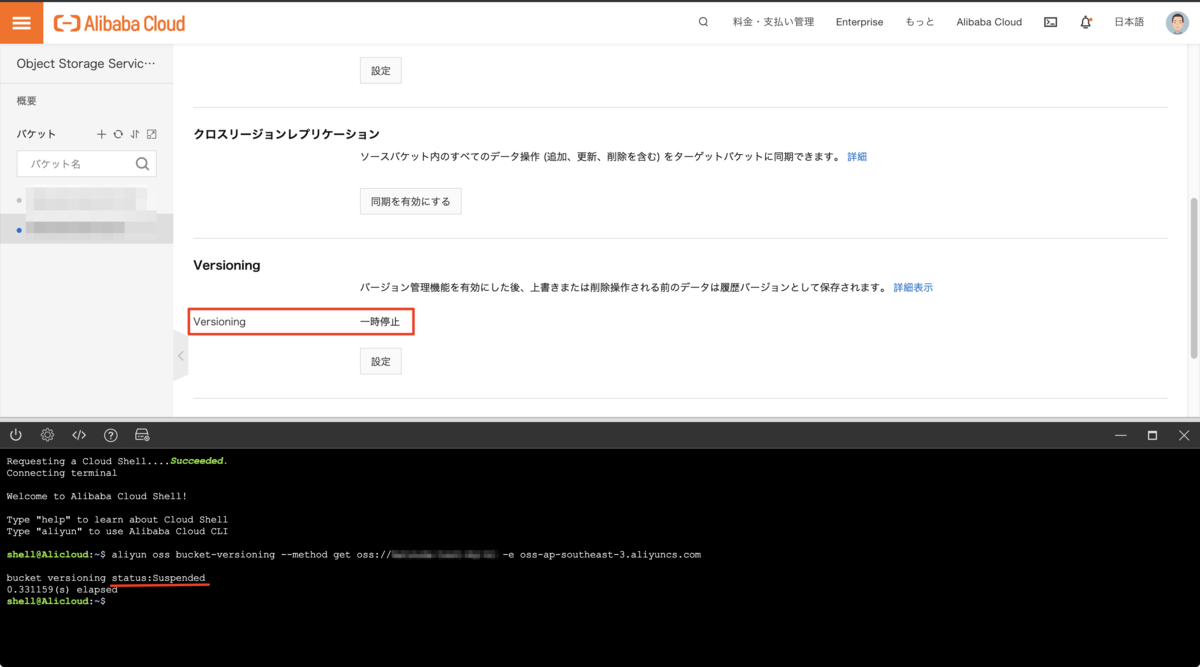 Alibaba Cloud
料金・支払い管理 Enterprise もっと Alibaba Cloud 日本語
Object Storage Servic…
概要
バケット
バケット名
設定
クロスリージョンレプリケーション
ソースバケット内のすべてのデータ操作 (追加、更新、削除を含む) をターゲットバケットに同期できます。 詳細
同期を有効にする
Versioning
バージョン管理機能を有効にした後、上書きまたは削除操作される前のデータは履歴バージョンとして保存されます。 詳細表示
Versioning 一時停止
設定
Requesting a Cloud Shell....Succeeded.
Connecting terminal
Welcome to Alibaba Cloud Shell!
Type "help" to learn about Cloud Shell
Type "aliyun" to use Alibaba Cloud CLI
shell@Alicloud:~$ aliyun oss bucket-versioning --method get oss:// -e oss-ap-southeast-3.aliyuncs.com
bucket versioning status:Suspended
0.331159(s) elapsed
shell@Alicloud:~$